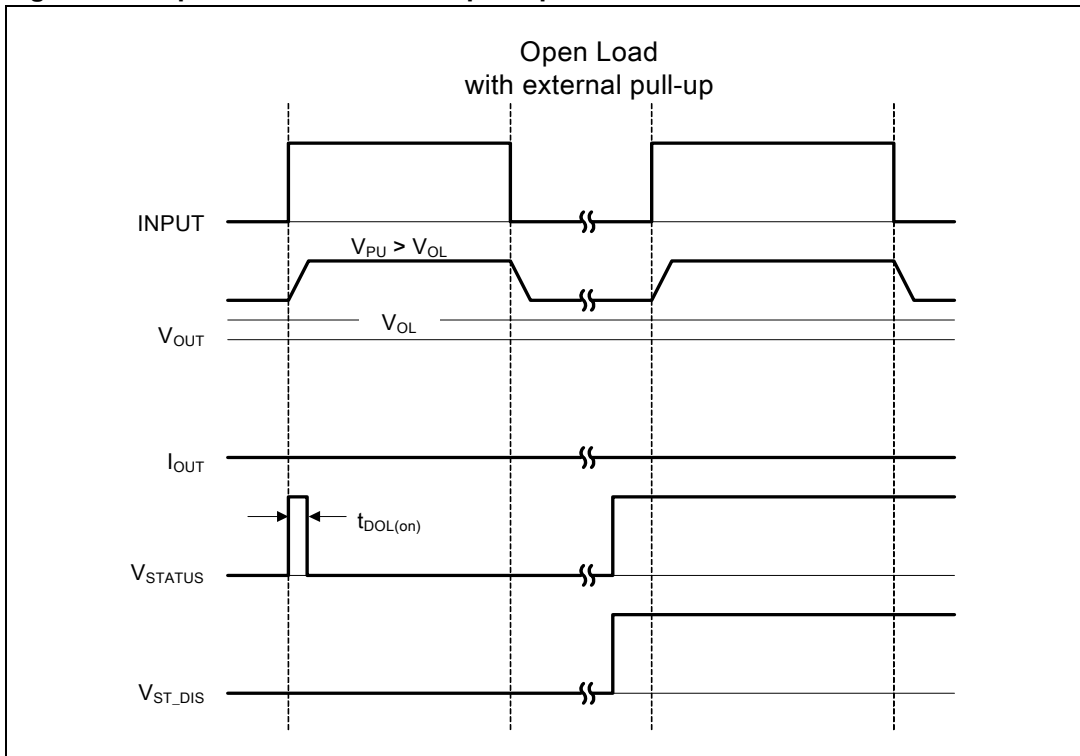 Open Load
with external pull-up
INPUT
V_PU > V_OL
V_OL
V_OUT
I_OUT
t_DOL(on)
V_STATUS
V_ST_DIS